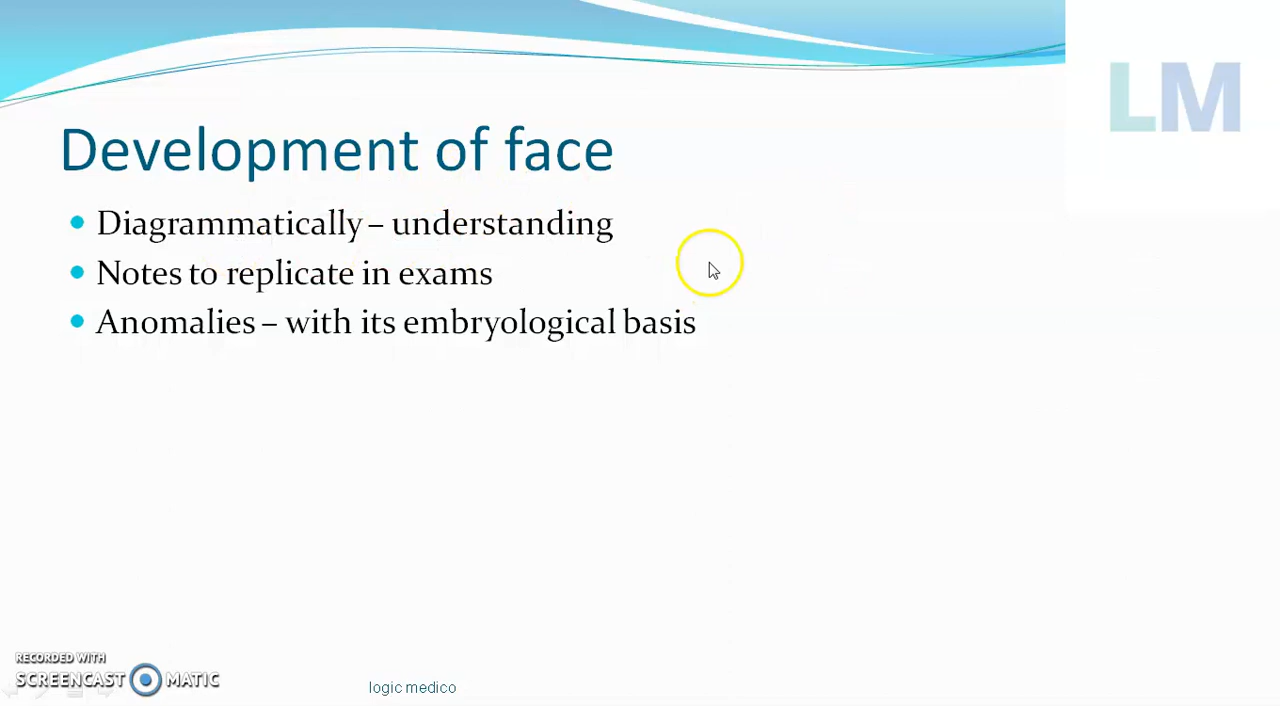 LM
Development of face
Diagrammatically – understanding
Notes to replicate in exams
Anomalies – with its embryological basis
RECORDED WITH
SCREENCAST MATIC
logic medico